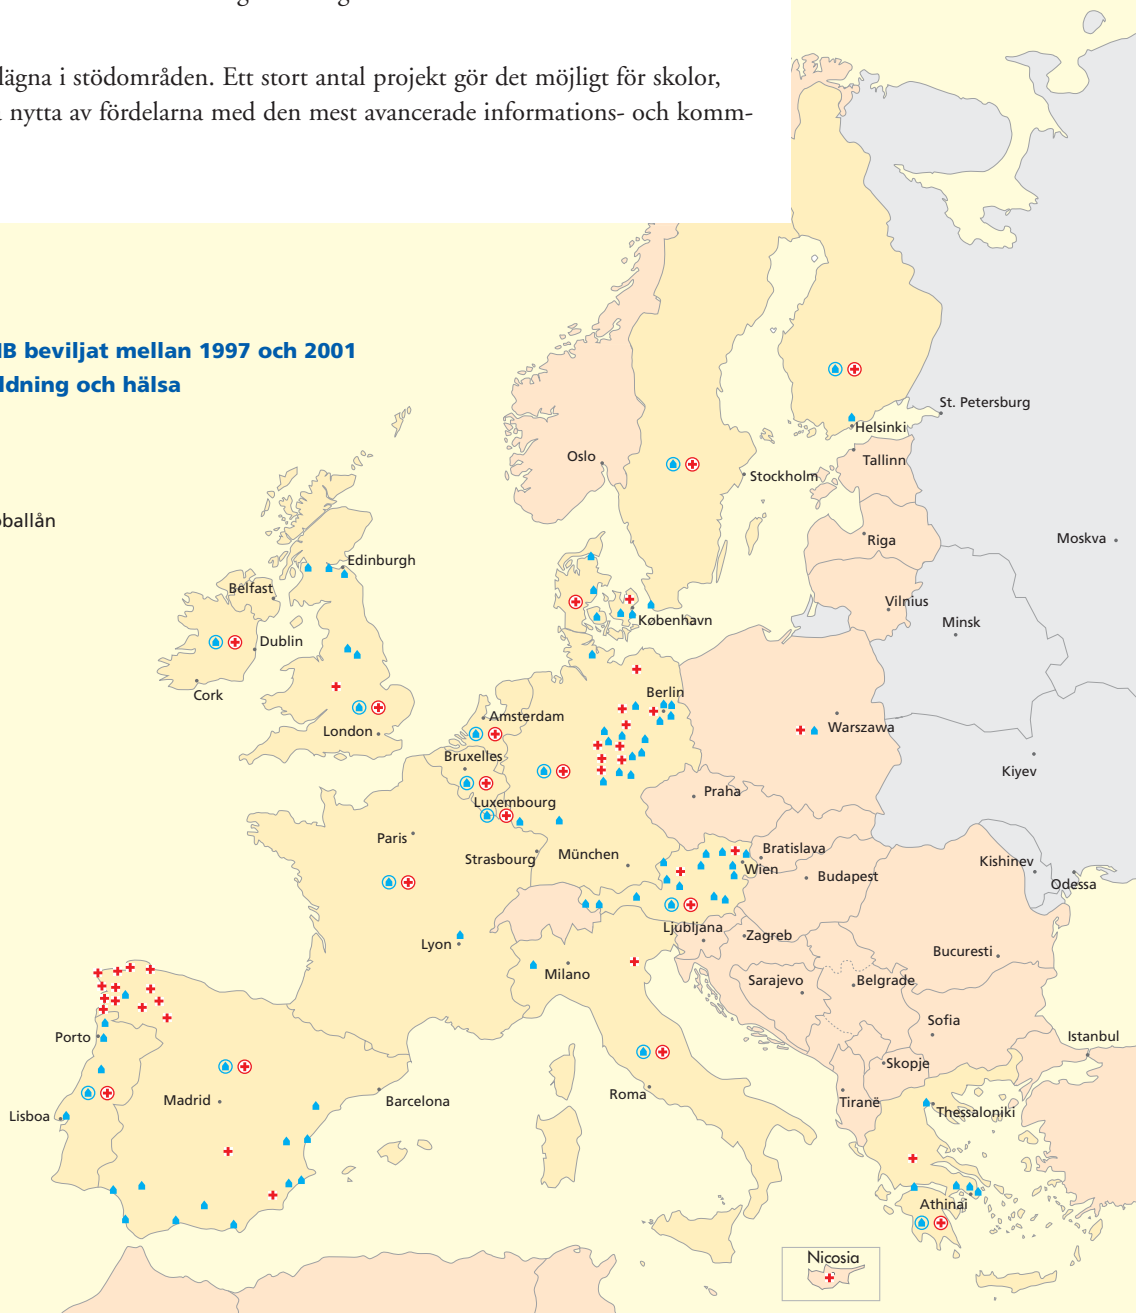 lägna i stödområden. Ett stort antal projekt gör det möjligt för skolor,
nytta av fördelarna med den mest avancerade informations- och komm-
IB beviljat mellan 1997 och 2001
ldning och hälsa
oballån
St. Petersburg
Helsinki
Tallinn
Oslo
Stockholm
Riga
Moskva
Edinburgh
Belfast
Vilnius
Minsk
København
Dublin
Cork
Berlin
Amsterdam
London
Warszawa
Bruxelles
Kiyev
Praha
Luxembourg
Paris
Strasbourg
München
Bratislava
Wien
Kishinev
Budapest
Odessa
Ljubljana
Zagreb
Lyon
Bucuresti
Milano
Sarajevo
Belgrade
Sofia
Porto
Istanbul
Skopje
Madrid
Barcelona
Roma
Tiranë
Lisboa
Thessaloniki
Athinai
Nicosia